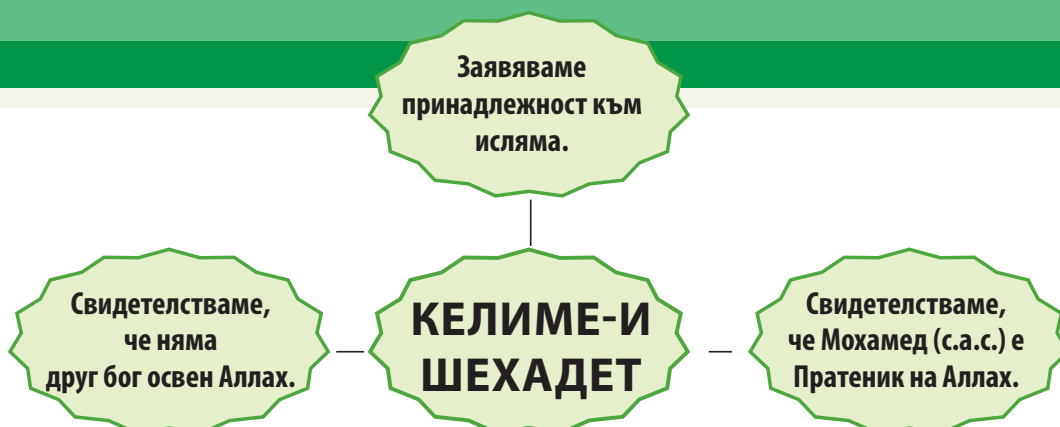 Заявяваме
принадлежност към
исляма.
Свидетелстваме,
че няма
друг бог освен Аллах.
КЕЛИМЕ-И
ШЕХАДЕТ
Свидетелстваме,
че Мохамед (с.а.с.) е
Пратеник на Аллах.